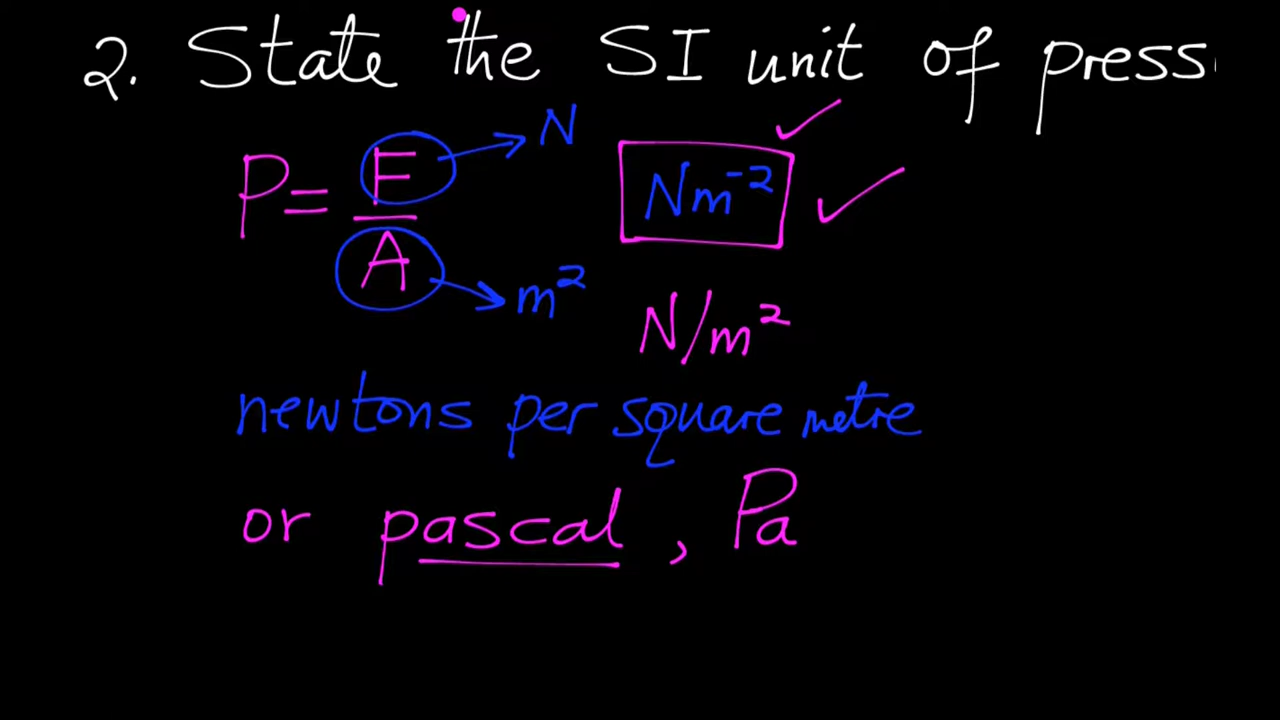 2. State the SI unit of press
P = F / A
N
m²
Nm⁻²
N/m²
newtons per square metre
or pascal, Pa